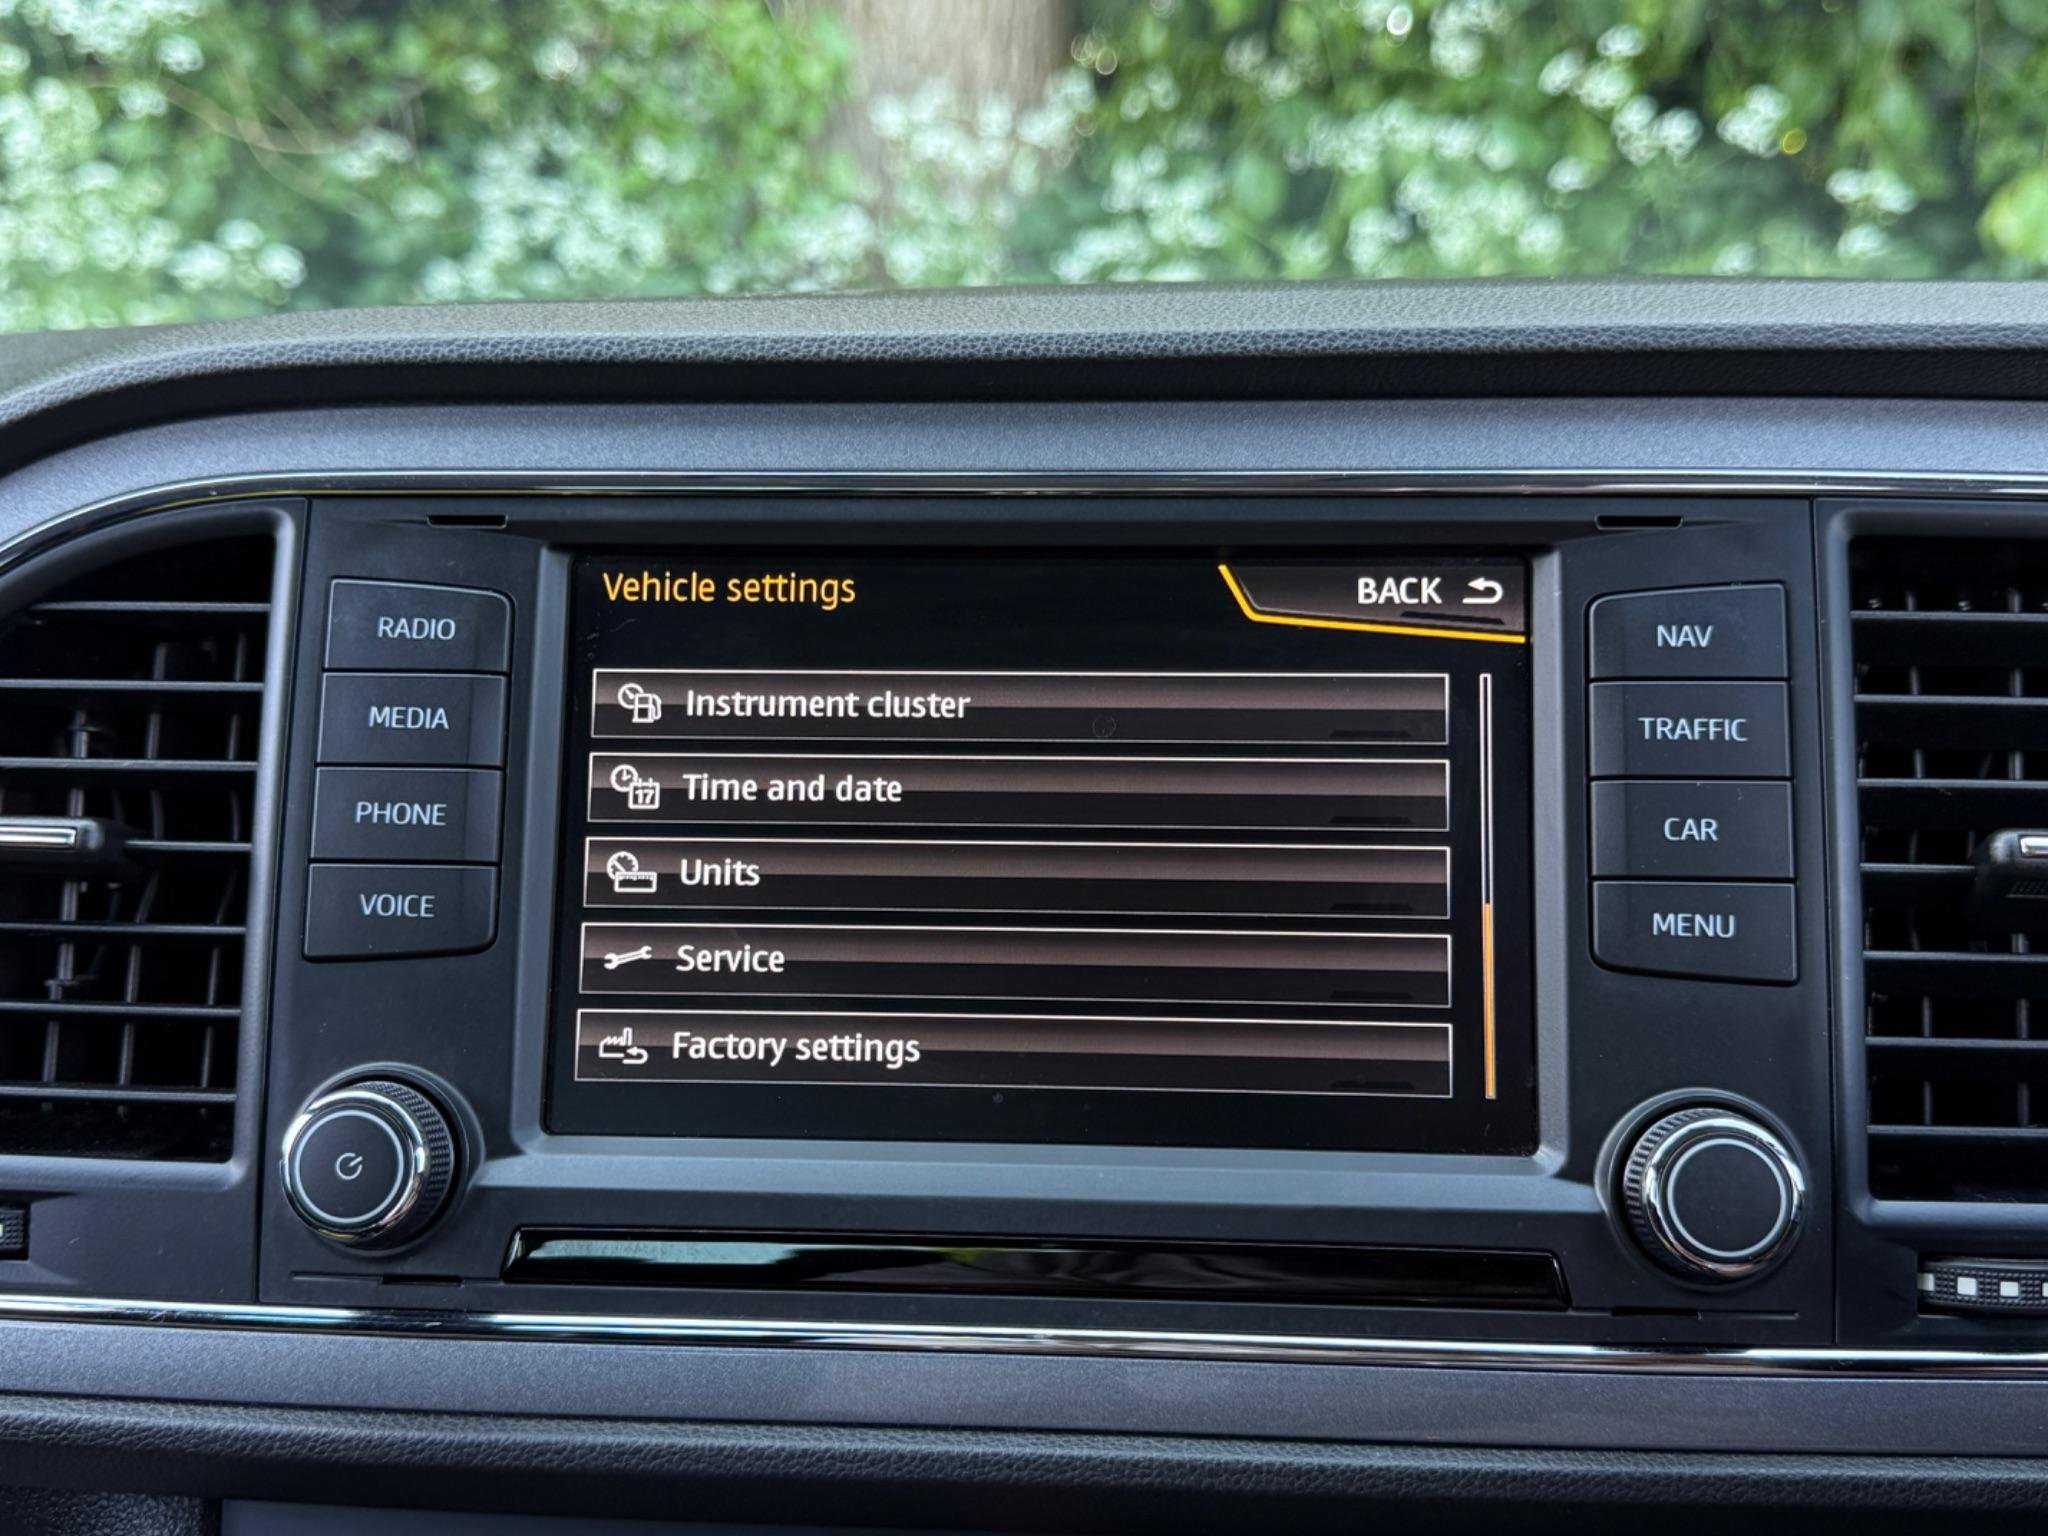 Vehicle settings
BACK
RADIO
MEDIA
PHONE
VOICE
Instrument cluster
Time and date
17
Units
Service
Factory settings
NAV
TRAFFIC
CAR
MENU